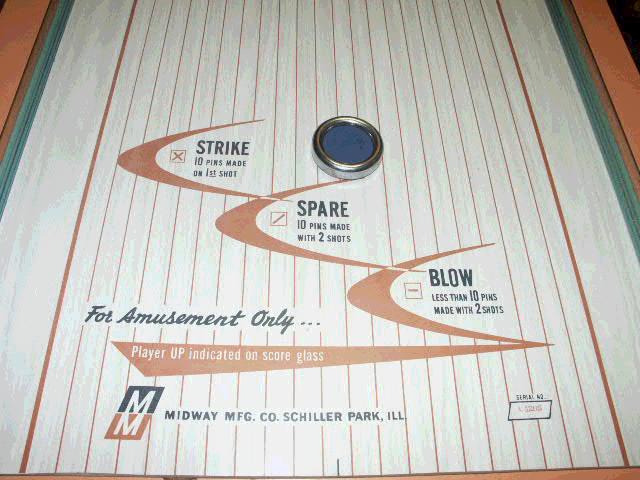 STRIKE
10 PINS MADE
ON 1st SHOT
SPARE
10 PINS MADE
WITH 2 SHOTS
BLOW
LESS THAN 10 PINS
MADE WITH 2 SHOTS
For Amusement Only...
Player UP indicated on score glass
MM
MIDWAY MFG. CO. SCHILLER PARK, ILL.
SERIAL NO.